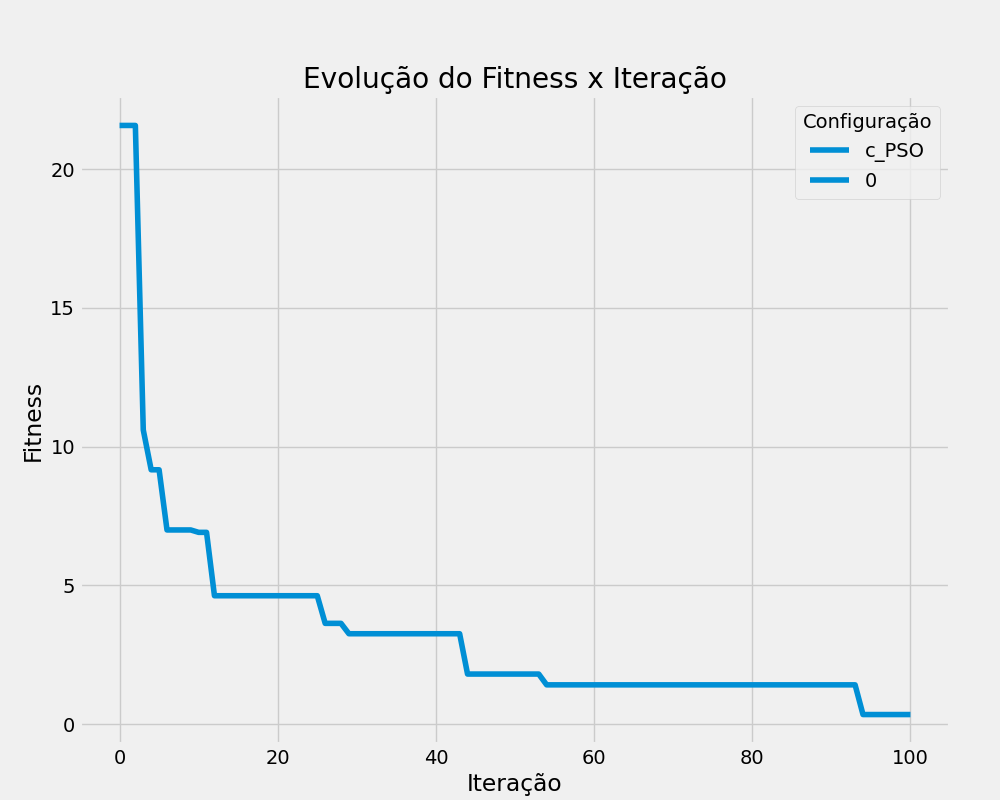 Evolução do Fitness x Iteração
Configuração
c_PSO
0
Fitness
20
15
10
5
0
0 20 40 60 80 100
Iteração